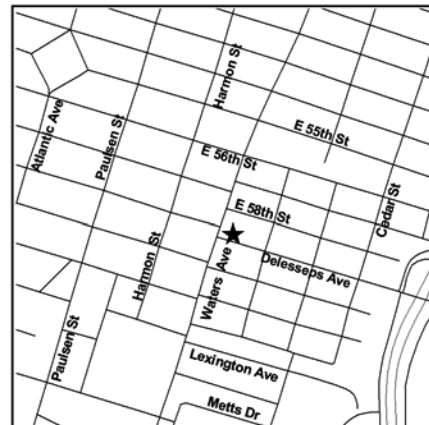 Harmon St
Atlantic Ave
Paulsen St
E 55th St
E 56th St
E 58th St
Cedar St
Harmon St
Waters Ave
Delesseps Ave
Paulsen St
Lexington Ave
Metts Dr